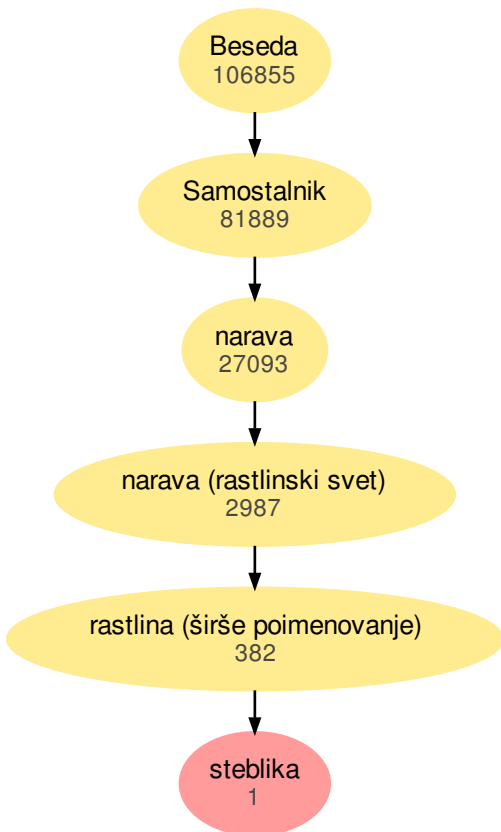 Beseda
106855
Samostalnik
81889
narava
27093
narava (rastlinski svet)
2987
rastlina (širše poimenovanje)
382
steblika
1